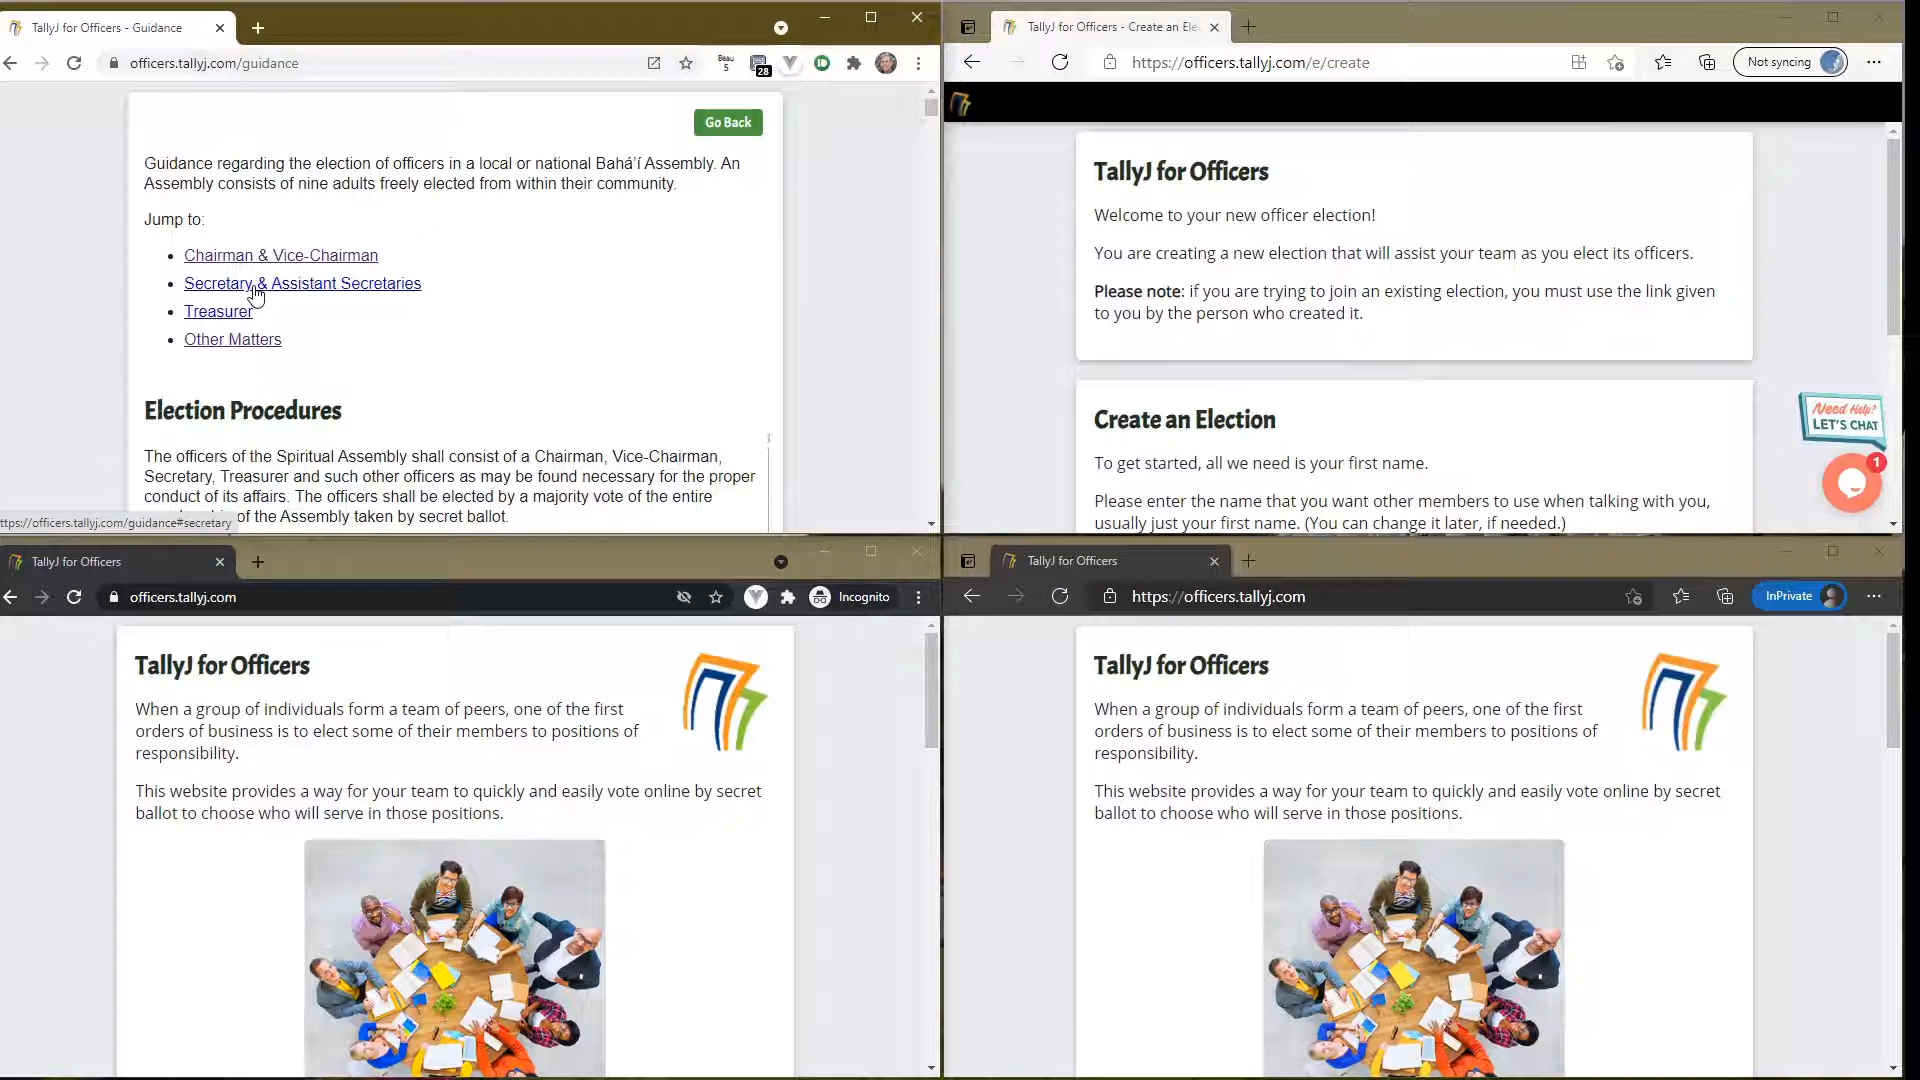 TallyJ for Officers - Guidance
officers.tallyj.com/guidance
Beau
5
28
Go Back
Guidance regarding the election of officers in a local or national Bahá’í Assembly. An
Assembly consists of nine adults freely elected from within their community.
Jump to:
Chairman & Vice-Chairman
Secretary & Assistant Secretaries
Treasurer
Other Matters
Election Procedures
The officers of the Spiritual Assembly shall consist of a Chairman, Vice-Chairman,
Secretary, Treasurer and such other officers as may be found necessary for the proper
conduct of its affairs. The officers shall be elected by a majority vote of the entire
of the Assembly taken by secret ballot.
ttps://officers.tallyj.com/guidance#secretary
TallyJ for Officers - Create an Ele
https://officers.tallyj.com/e/create
Not syncing
TallyJ for Officers
Welcome to your new officer election!
You are creating a new election that will assist your team as you elect its officers.
Please note: if you are trying to join an existing election, you must use the link given
to you by the person who created it.
Create an Election
To get started, all we need is your first name.
Please enter the name that you want other members to use when talking with you,
usually just your first name. (You can change it later, if needed.)
Need Help?
LET'S CHAT
1
TallyJ for Officers
officers.tallyj.com
Incognito
TallyJ for Officers
When a group of individuals form a team of peers, one of the first
orders of business is to elect some of their members to positions of
responsibility.
This website provides a way for your team to quickly and easily vote online by secret
ballot to choose who will serve in those positions.
TallyJ for Officers
https://officers.tallyj.com
InPrivate
TallyJ for Officers
When a group of individuals form a team of peers, one of the first
orders of business is to elect some of their members to positions of
responsibility.
This website provides a way for your team to quickly and easily vote online by secret
ballot to choose who will serve in those positions.